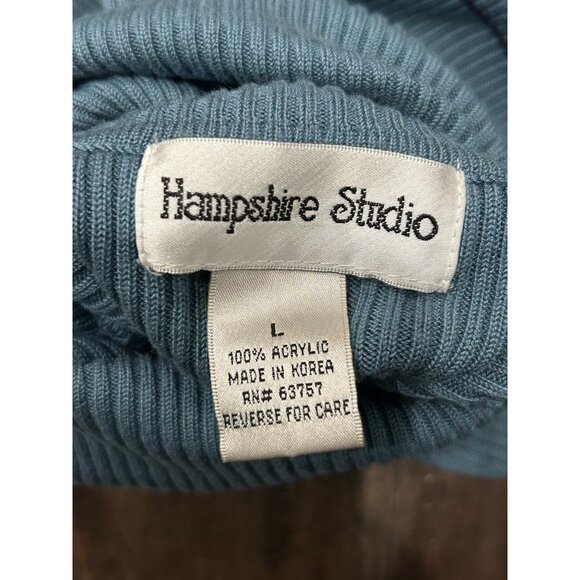 Hampshire Studio
L
100% ACRYLIC
MADE IN KOREA
RN# 63757
REVERSE FOR CARE